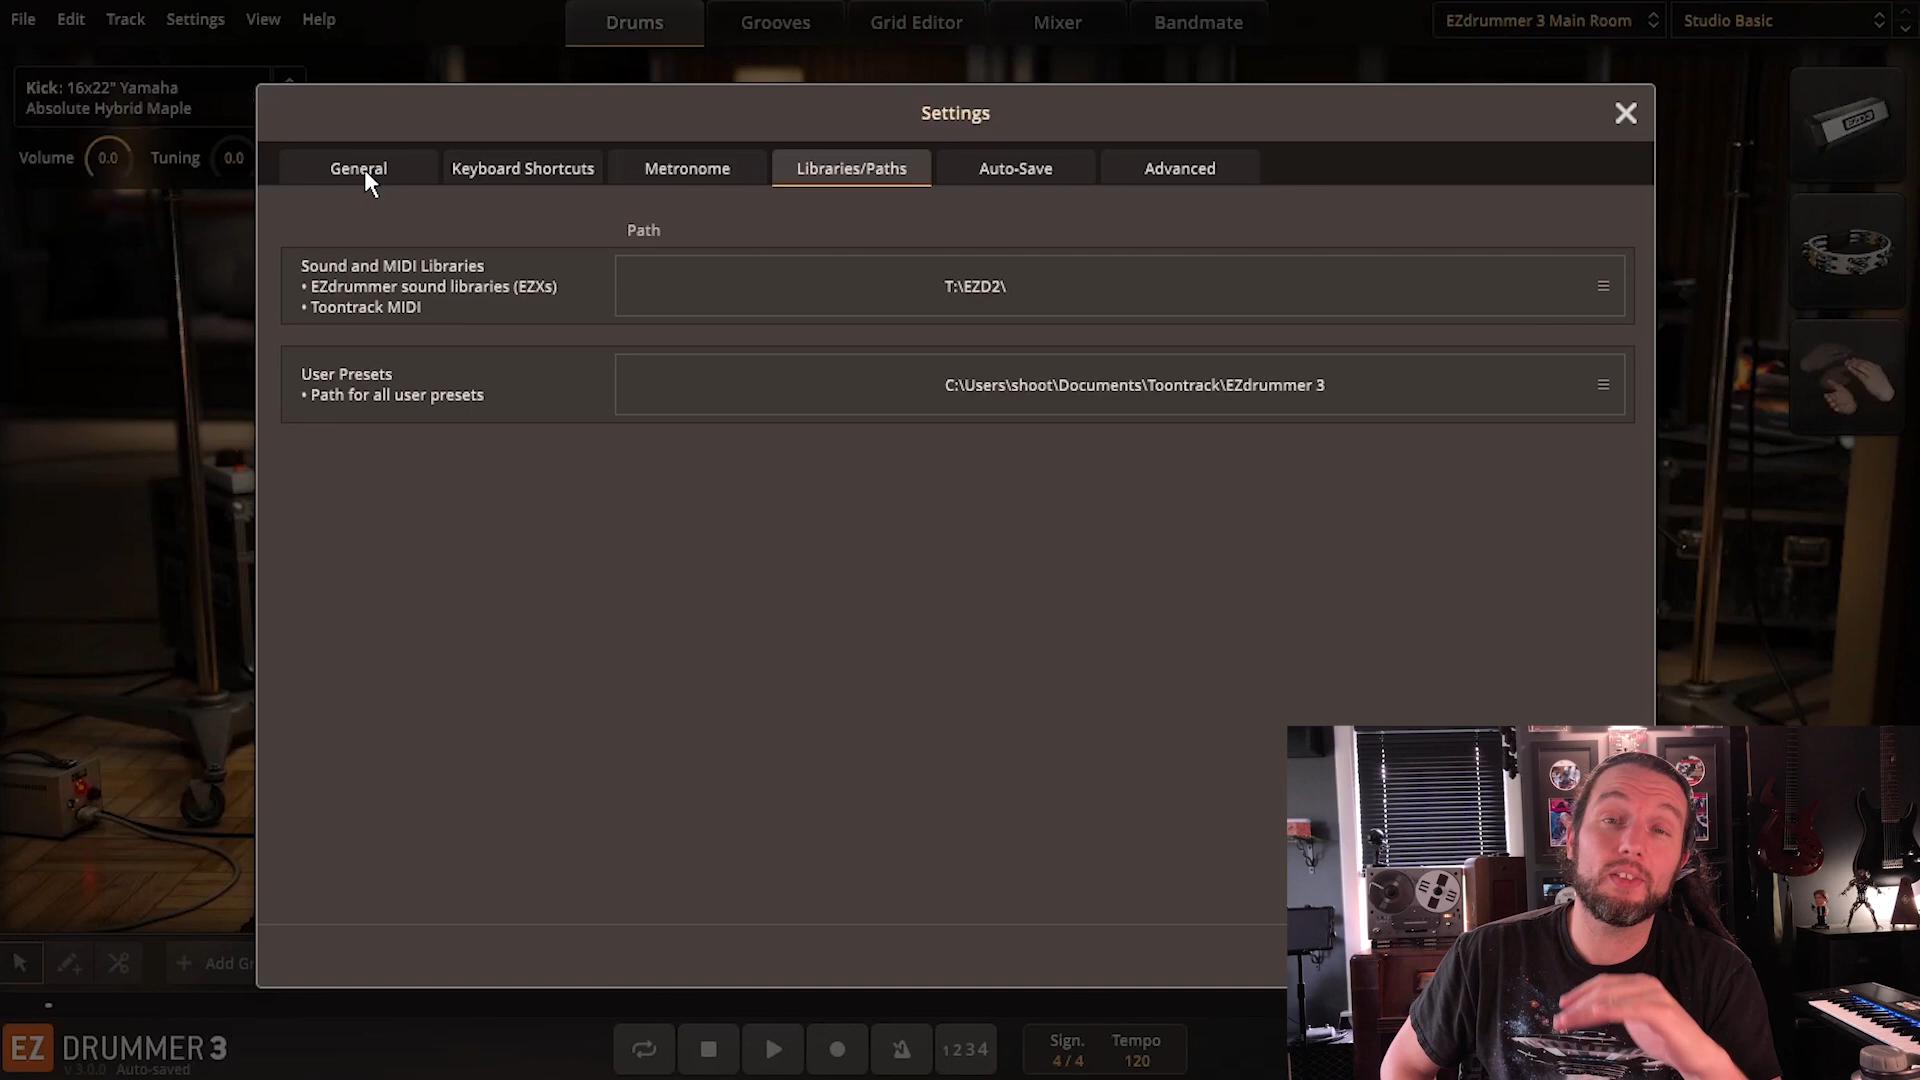 File Edit Track Settings View Help
Drums Grooves Grid Editor Mixer Bandmate
EZdrummer 3 Main Room Studio Basic
Kick: 16x22" Yamaha
Absolute Hybrid Maple
Volume 0.0 Tuning 0.0
EZD3
Settings
General Keyboard Shortcuts Metronome Libraries/Paths Auto-Save Advanced
Path
Sound and MIDI Libraries
• EZdrummer sound libraries (EZXs)
• Toontrack MIDI
T:\EZD2\
User Presets
• Path for all user presets
C:\Users\shoot\Documents\Toontrack\EZdrummer 3
Add Gr
EZ DRUMMER 3
v 3.0.0 Auto-saved
1 2 3 4
Sign. Tempo
4 / 4 120